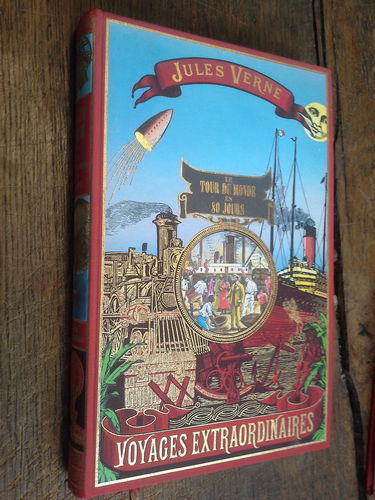 JULES VERNE
LE
TOUR DU MONDE
EN
80 JOURS
VOYAGES EXTRAORDINAIRES